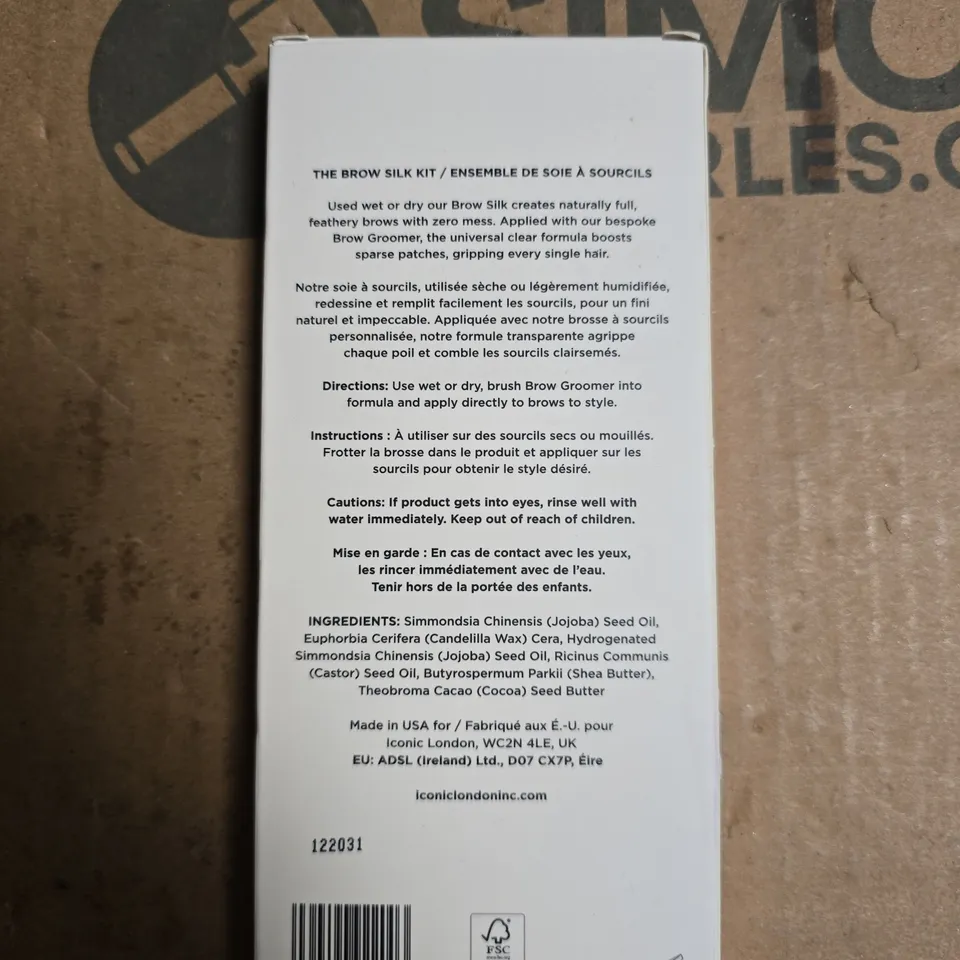 THE BROW SILK KIT / ENSEMBLE DE SOIE À SOURCILS
Used wet or dry our Brow Silk creates naturally full,
feathery brows with zero mess. Applied with our bespoke
Brow Groomer, the universal clear formula boosts
sparse patches, gripping every single hair.
Notre soie à sourcils, utilisée sèche ou légèrement humidifiée,
redessine et remplit facilement les sourcils, pour un fini
naturel et impeccable. Appliquée avec notre brosse à sourcils
personnalisée, notre formule transparente agrippe
chaque poil et comble les sourcils clairsemés.
Directions: Use wet or dry, brush Brow Groomer into
formula and apply directly to brows to style.
Instructions : À utiliser sur des sourcils secs ou mouillés.
Frotter la brosse dans le produit et appliquer sur les
sourcils pour obtenir le style désiré.
Cautions: If product gets into eyes, rinse well with
water immediately. Keep out of reach of children.
Mise en garde : En cas de contact avec les yeux,
les rincer immédiatement avec de l'eau.
Tenir hors de la portée des enfants.
INGREDIENTS: Simmondsia Chinensis (Jojoba) Seed Oil,
Euphorbia Cerifera (Candelilla Wax) Cera, Hydrogenated
Simmondsia Chinensis (Jojoba) Seed Oil, Ricinus Communis
(Castor) Seed Oil, Butyrospermum Parkii (Shea Butter),
Theobroma Cacao (Cocoa) Seed Butter
Made in USA for / Fabriqué aux É.-U. pour
Iconic London, WC2N 4LE, UK
EU: ADSL (Ireland) Ltd., D07 CX7P, Éire
iconiclondoninc.com
122031
FSC